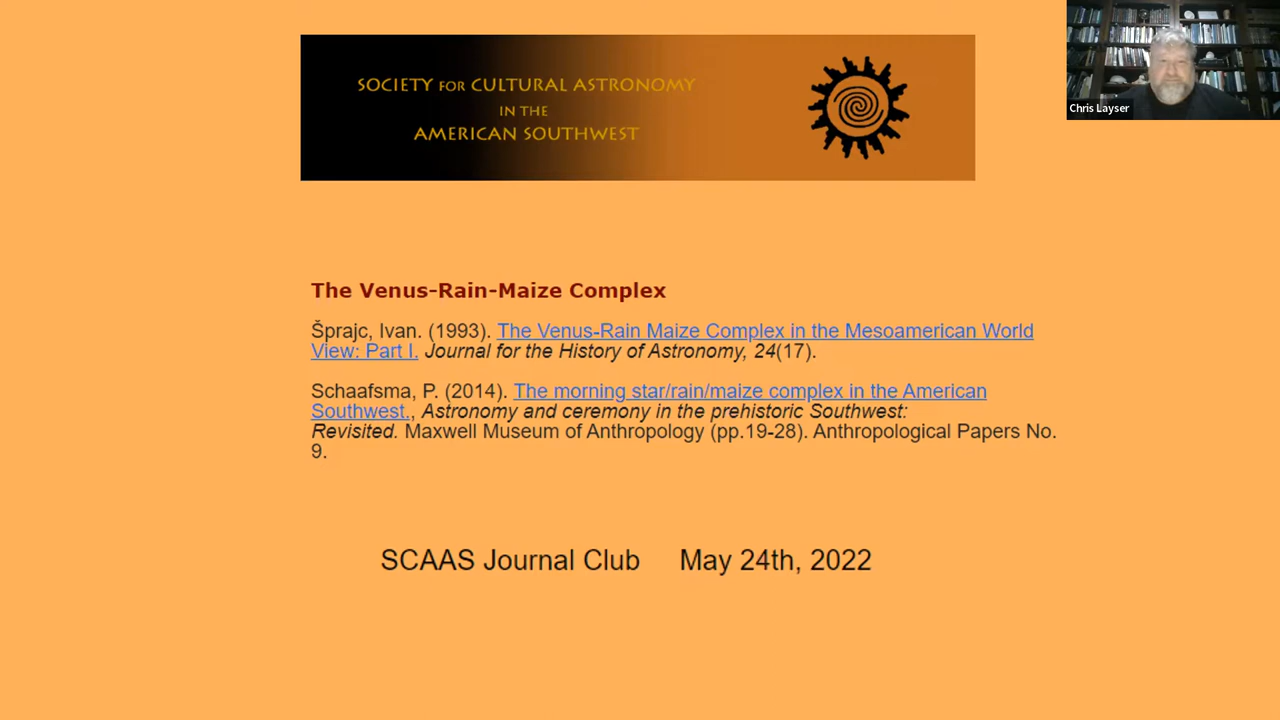 SOCIETY FOR CULTURAL ASTRONOMY
IN THE
AMERICAN SOUTHWEST
Chris Layser
The Venus-Rain-Maize Complex
Šprajc, Ivan. (1993). The Venus-Rain Maize Complex in the Mesoamerican World
View: Part I. Journal for the History of Astronomy, 24(17).
Schaafsma, P. (2014). The morning star/rain/maize complex in the American
Southwest., Astronomy and ceremony in the prehistoric Southwest:
Revisited. Maxwell Museum of Anthropology (pp.19-28). Anthropological Papers No.
9.
SCAAS Journal Club May 24th, 2022